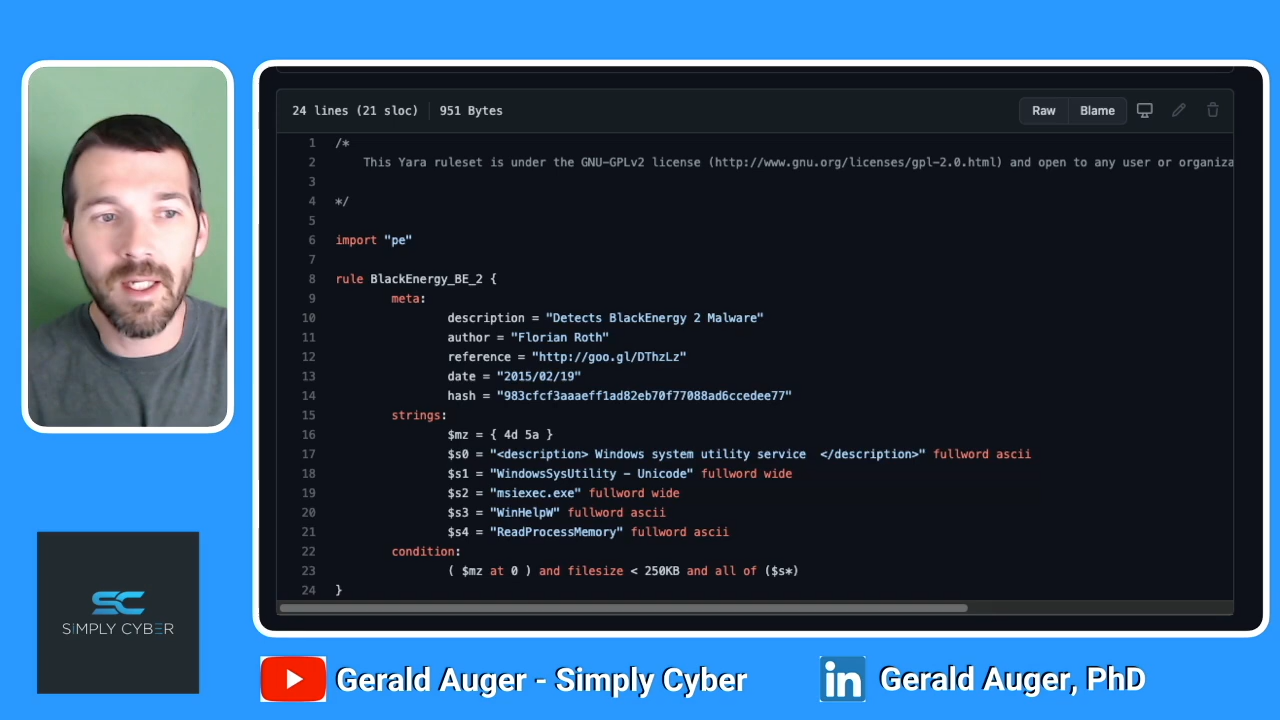 24 lines (21 sloc) 951 Bytes Raw Blame
1 /*
2 This Yara ruleset is under the GNU-GPLv2 license (http://www.gnu.org/licenses/gpl-2.0.html) and open to any user or organiza
3
4 */
5
6 import "pe"
7
8 rule BlackEnergy_BE_2 {
9 meta:
10 description = "Detects BlackEnergy 2 Malware"
11 author = "Florian Roth"
12 reference = "http://goo.gl/DThzLz"
13 date = "2015/02/19"
14 hash = "983cfcf3aaaeff1ad82eb70f77088ad6ccedee77"
15 strings:
16 $mz = { 4d 5a }
17 $s0 = "<description> Windows system utility service  </description>" fullword ascii
18 $s1 = "WindowsSysUtility - Unicode" fullword wide
19 $s2 = "msiexec.exe" fullword wide
20 $s3 = "WinHelpW" fullword ascii
21 $s4 = "ReadProcessMemory" fullword ascii
22 condition:
23 ( $mz at 0 ) and filesize < 250KB and all of ($s*)
24 }
SC
SIMPLY CYBER
Gerald Auger - Simply Cyber
in Gerald Auger, PhD